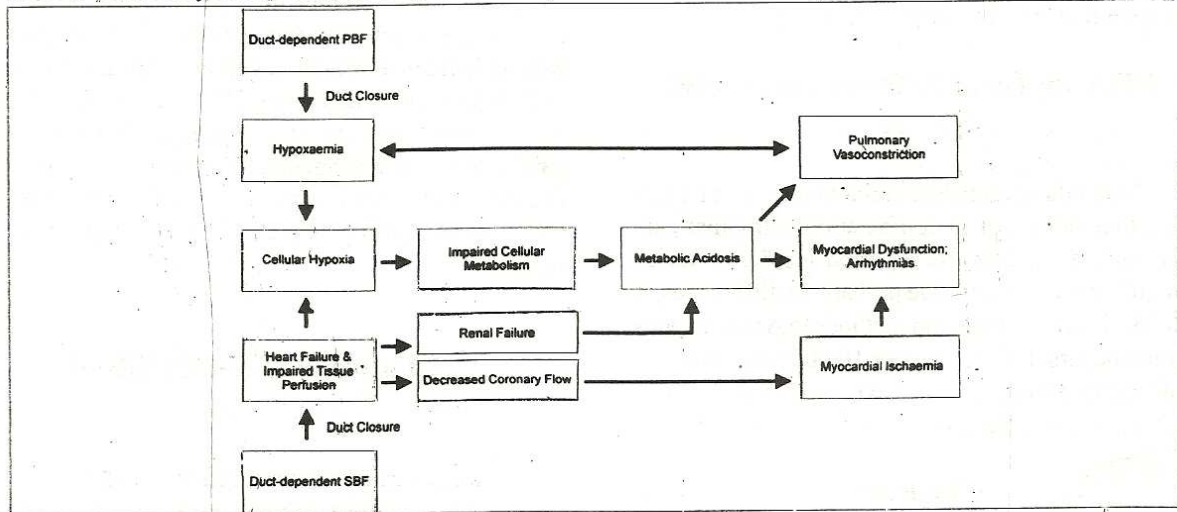 Duct-dependent PBF
Duct Closure
Hypoxaemia
Pulmonary
Vasoconstriction
Cellular Hypoxia
Impaired Cellular
Metabolism
Metabolic Acidosis
Myocardial Dysfunction;
Arrhythmias
Renal Failure
Heart Failure &
Impaired Tissue
Perfusion
Decreased Coronary Flow
Myocardial Ischaemia
Duct Closure
Duct-dependent SBF